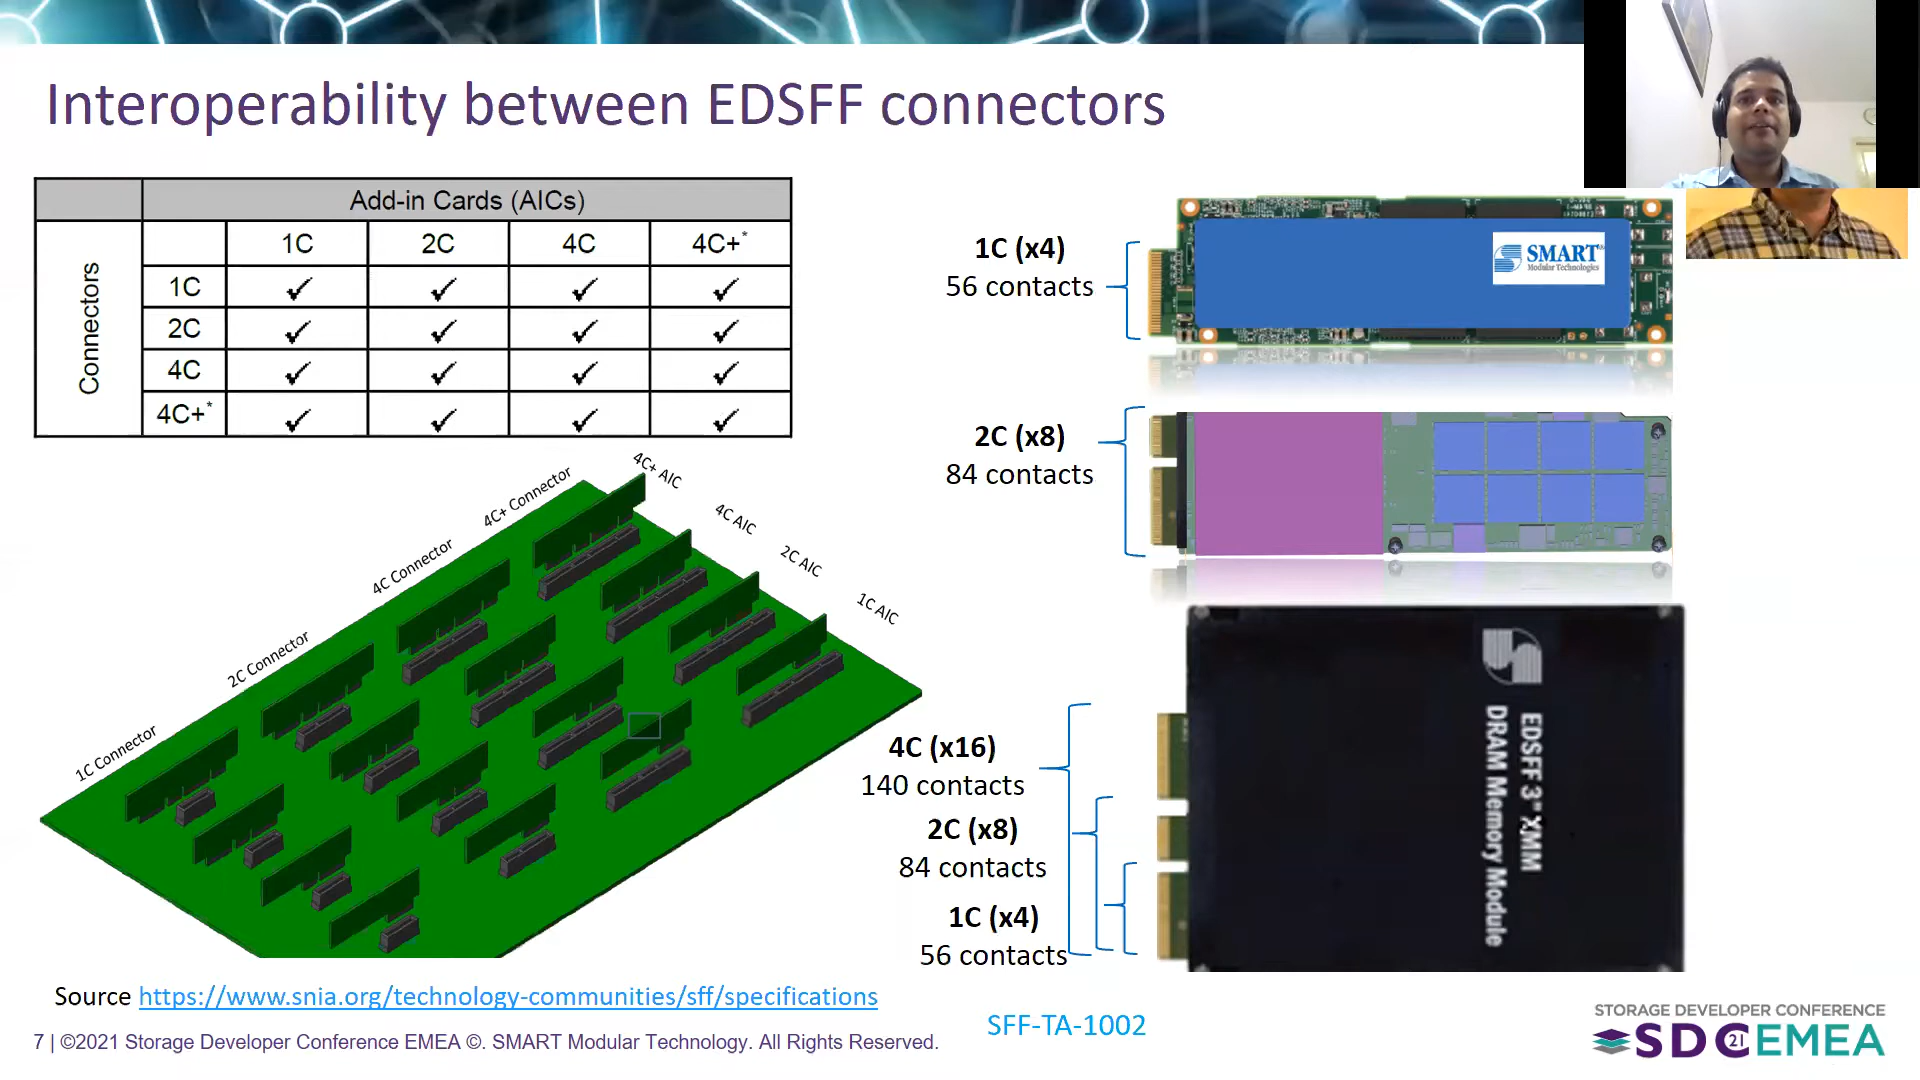 Interoperability between EDSFF connectors
Add-in Cards (AICs)
1C 2C 4C 4C+*
Connectors
1C ✓ ✓ ✓ ✓
2C ✓ ✓ ✓ ✓
4C ✓ ✓ ✓ ✓
4C+* ✓ ✓ ✓ ✓
4C+ AIC
4C AIC
2C AIC
1C AIC
4C+ Connector
4C Connector
2C Connector
1C Connector
1C (x4)
56 contacts
SMART®
Modular Technologies
2C (x8)
84 contacts
4C (x16)
140 contacts
2C (x8)
84 contacts
1C (x4)
56 contacts
EDSFF 3" XMM
DRAM Memory Module
Source https://www.snia.org/technology-communities/sff/specifications
SFF-TA-1002
7 | ©2021 Storage Developer Conference EMEA ©. SMART Modular Technology. All Rights Reserved.
STORAGE DEVELOPER CONFERENCE
SDC 21 EMEA